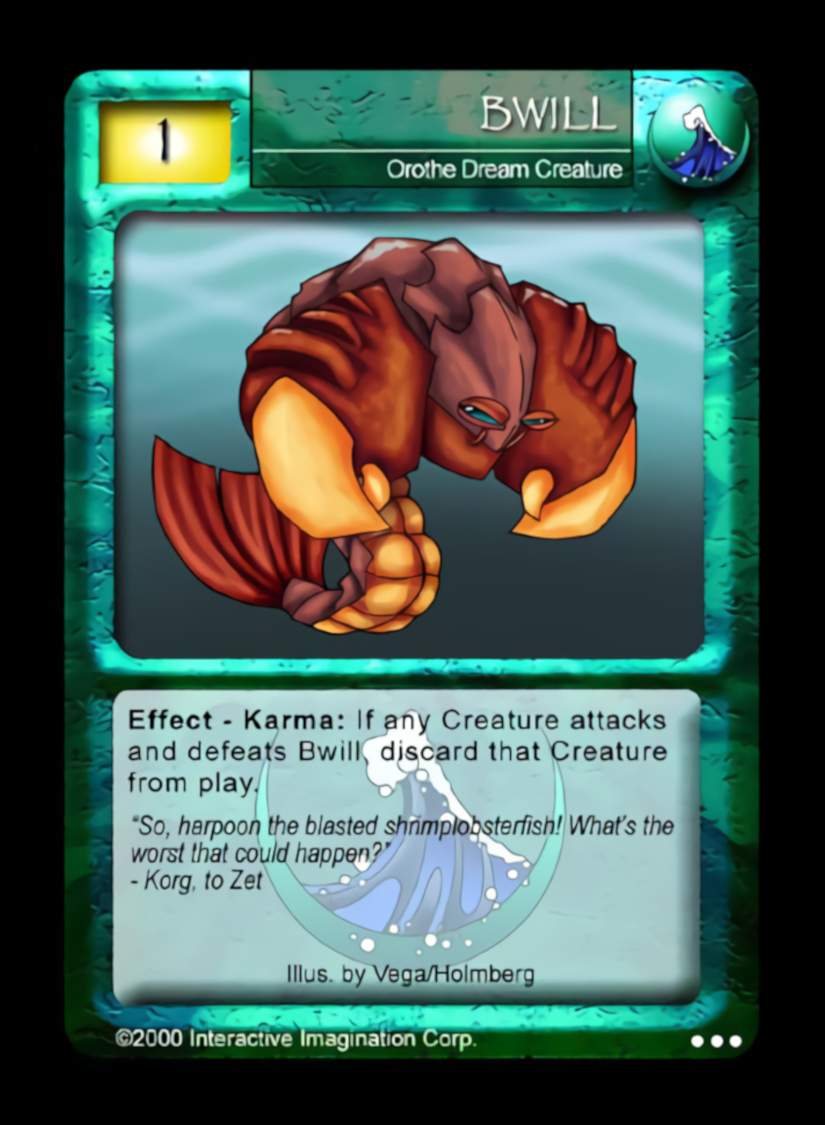 1
BWILL
Orothe Dream Creature
Effect - Karma: If any Creature attacks
and defeats Bwill, discard that Creature
from play.
"So, harpoon the blasted shrimplobsterfish! What's the
worst that could happen?"
- Korg, to Zet
Illus. by Vega/Holmberg
©2000 Interactive Imagination Corp.